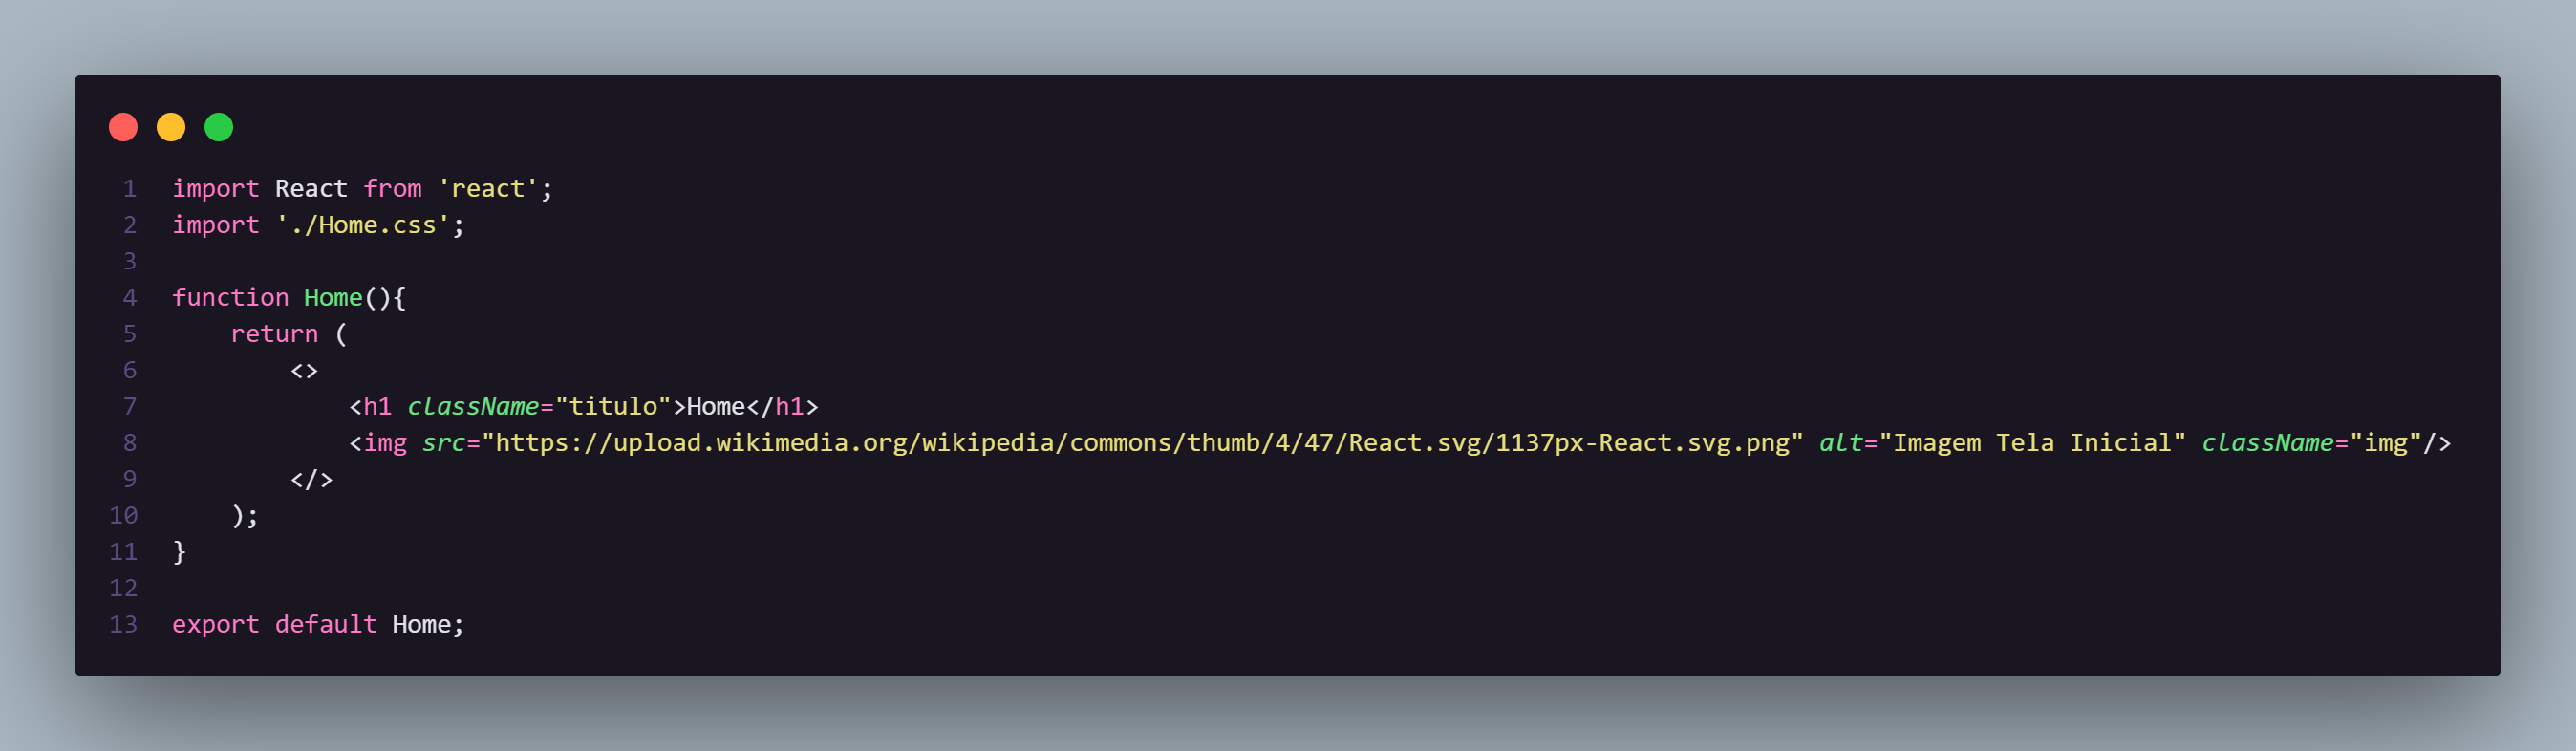 1 import React from 'react';
2 import './Home.css';
3
4 function Home(){
5     return (
6         <>
7             <h1 className="titulo">Home</h1>
8             <img src="https://upload.wikimedia.org/wikipedia/commons/thumb/4/47/React.svg/1137px-React.svg.png" alt="Imagem Tela Inicial" className="img"/>
9         </>
10     );
11 }
12
13 export default Home;